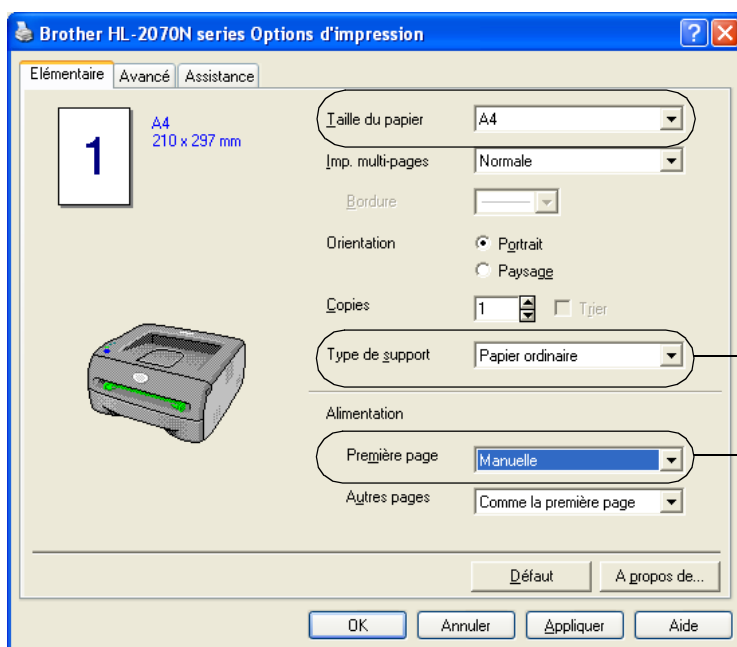 Brother HL-2070N series Options d'impression
Elémentaire Avancé Assistance
1
A4
210 x 297 mm
Taille du papier A4
Imp. multi-pages Normale
Bordure
Orientation Portrait
Paysage
Copies 1 Trier
Type de support Papier ordinaire
Alimentation
Première page Manuelle
Autres pages Comme la première page
Défaut A propos de...
OK Annuler Appliquer Aide